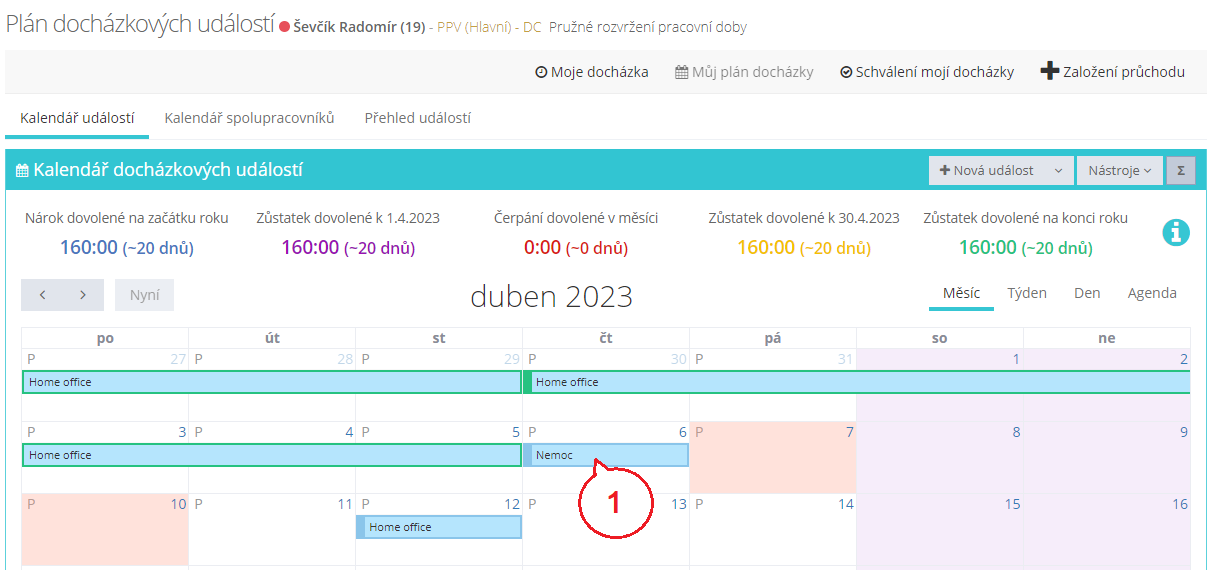 Plán docházkových událostí Ševčík Radomír (19) - PPV (Hlavní) - DC Pružné rozvržení pracovní doby
Moje docházka Můj plán docházky Schválení mojí docházky Založení průchodu
Kalendář událostí Kalendář spolupracovníků Přehled událostí
Kalendář docházkových událostí Nová událost Nástroje Σ
Nárok dovolené na začátku roku Zůstatek dovolené k 1.4.2023 Čerpání dovolené v měsíci Zůstatek dovolené k 30.4.2023 Zůstatek dovolené na konci roku
160:00 (~20 dnů) 160:00 (~20 dnů) 0:00 (~0 dnů) 160:00 (~20 dnů) 160:00 (~20 dnů)
Nyní duben 2023 Měsíc Týden Den Agenda
po út st čt pá so ne
P 27 P 28 P 29 P 30 P 31 1 2
Home office Home office
P 3 P 4 P 5 P 6 P 7 8 9
Home office Nemoc
P 10 P 11 P 12 P 13 P 14 15 16
Home office
1